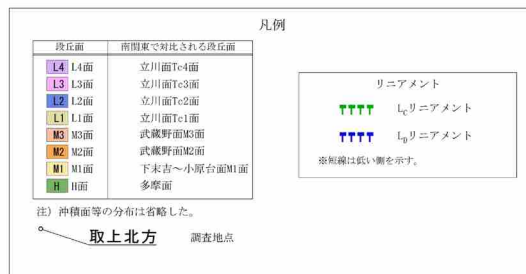 凡例
段丘面 南関東で対比される段丘面
L4 L4面 立川面Tc4面
L3 L3面 立川面Tc3面
L2 L2面 立川面Tc2面
L1 L1面 立川面Tc1面
M3 M3面 武蔵野面M3面
M2 M2面 武蔵野面M2面
M1 M1面 下末吉～小原台面M1面
H H面 多摩面
注）沖積面等の分布は省略した。
取上北方 調査地点
リニアメント
LCリニアメント
LDリニアメント
※短線は低い側を示す。